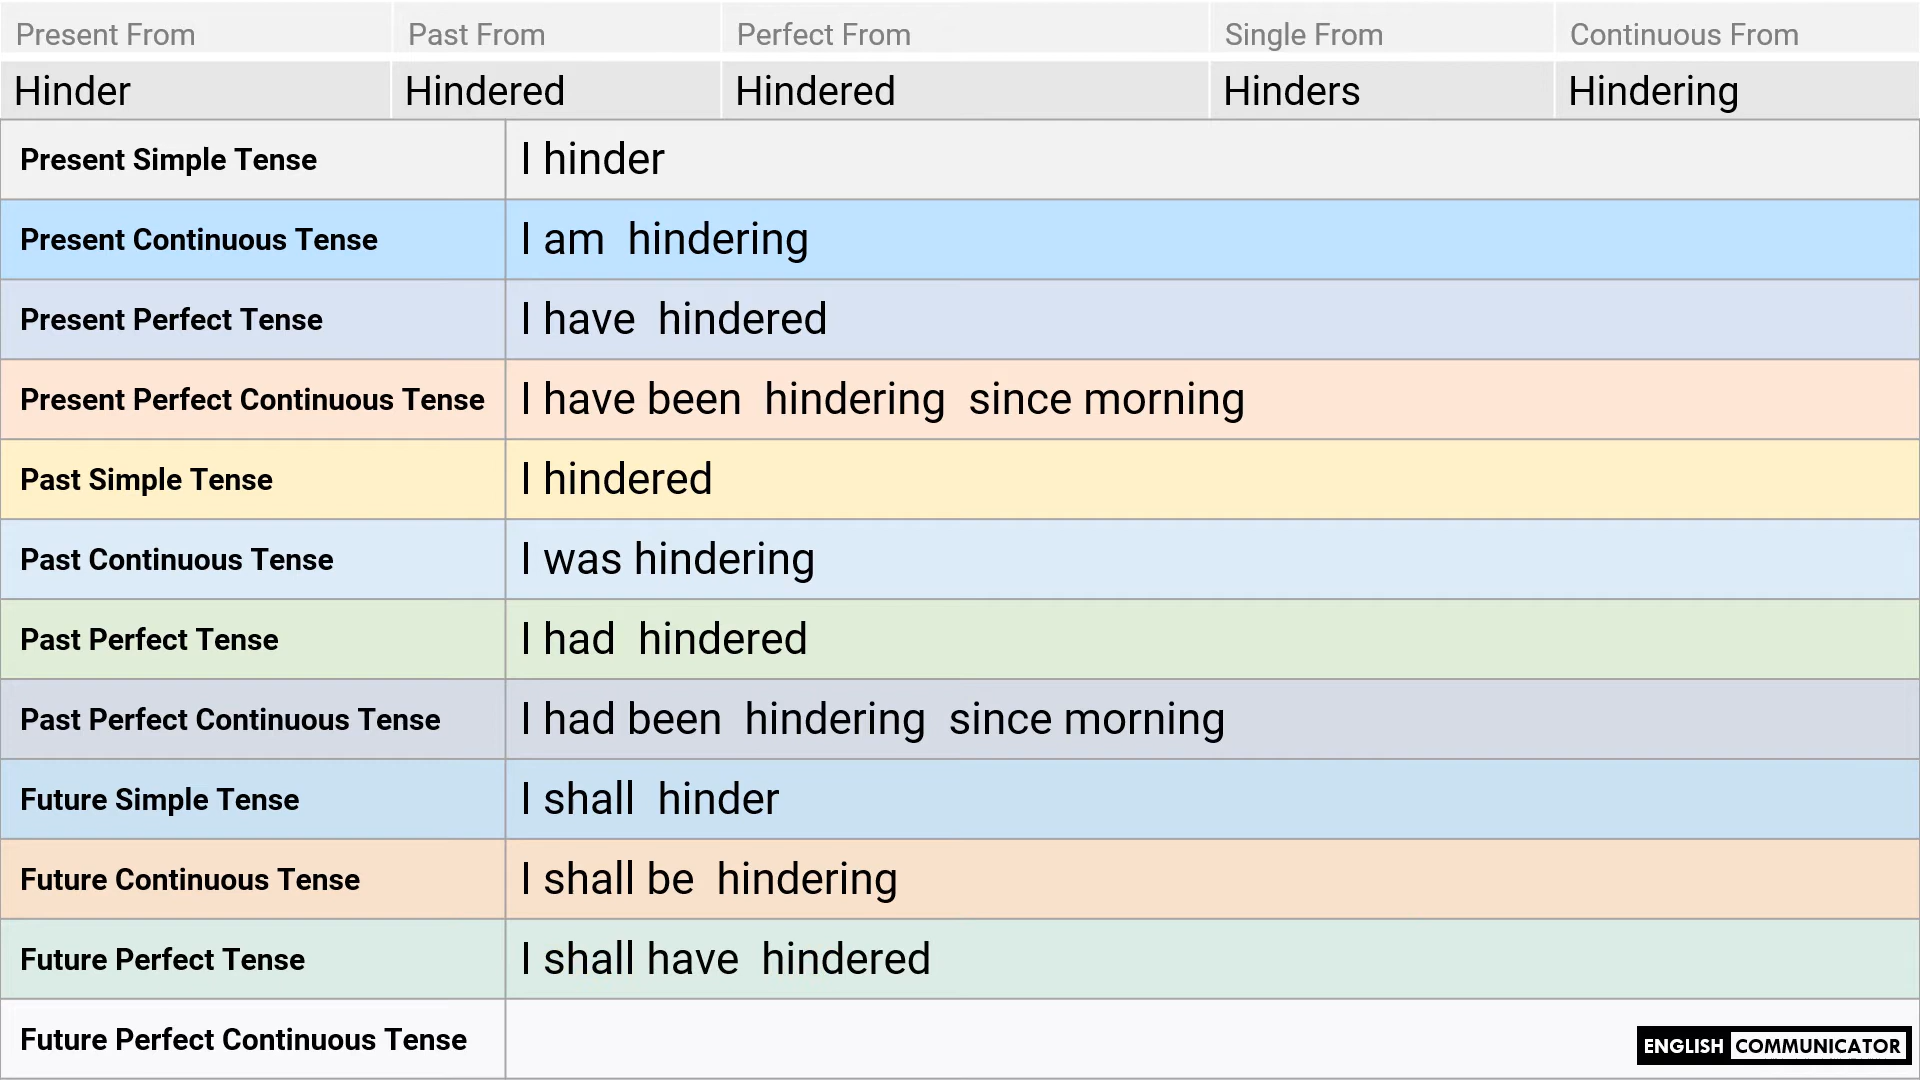 Present From Past From Perfect From Single From Continuous From
Hinder Hindered Hindered Hinders Hindering
Present Simple Tense I hinder
Present Continuous Tense I am hindering
Present Perfect Tense I have hindered
Present Perfect Continuous Tense I have been hindering since morning
Past Simple Tense I hindered
Past Continuous Tense I was hindering
Past Perfect Tense I had hindered
Past Perfect Continuous Tense I had been hindering since morning
Future Simple Tense I shall hinder
Future Continuous Tense I shall be hindering
Future Perfect Tense I shall have hindered
Future Perfect Continuous Tense
ENGLISH COMMUNICATOR